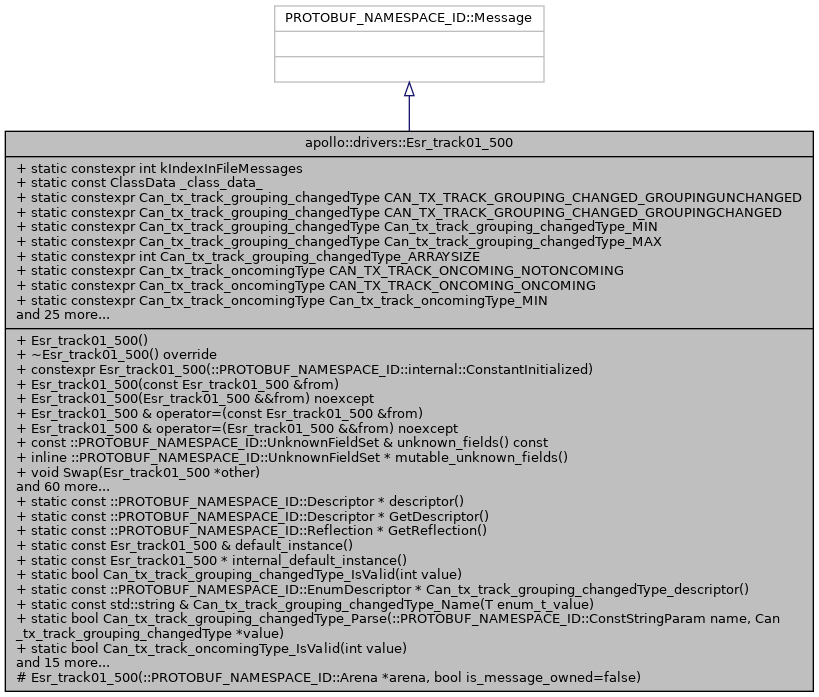 PROTOBUF_NAMESPACE_ID::Message
apollo::drivers::Esr_track01_500
+ static constexpr int kIndexInFileMessages
+ static const ClassData _class_data_
+ static constexpr Can_tx_track_grouping_changedType CAN_TX_TRACK_GROUPING_CHANGED_GROUPINGUNCHANGED
+ static constexpr Can_tx_track_grouping_changedType CAN_TX_TRACK_GROUPING_CHANGED_GROUPINGCHANGED
+ static constexpr Can_tx_track_grouping_changedType Can_tx_track_grouping_changedType_MIN
+ static constexpr Can_tx_track_grouping_changedType Can_tx_track_grouping_changedType_MAX
+ static constexpr int Can_tx_track_grouping_changedType_ARRAYSIZE
+ static constexpr Can_tx_track_oncomingType CAN_TX_TRACK_ONCOMING_NOTONCOMING
+ static constexpr Can_tx_track_oncomingType CAN_TX_TRACK_ONCOMING_ONCOMING
+ static constexpr Can_tx_track_oncomingType Can_tx_track_oncomingType_MIN
and 25 more...
+ Esr_track01_500()
+ ~Esr_track01_500() override
+ constexpr Esr_track01_500(::PROTOBUF_NAMESPACE_ID::internal::ConstantInitialized)
+ Esr_track01_500(const Esr_track01_500 &from)
+ Esr_track01_500(Esr_track01_500 &&from) noexcept
+ Esr_track01_500 & operator=(const Esr_track01_500 &from)
+ Esr_track01_500 & operator=(Esr_track01_500 &&from) noexcept
+ const ::PROTOBUF_NAMESPACE_ID::UnknownFieldSet & unknown_fields() const
+ inline ::PROTOBUF_NAMESPACE_ID::UnknownFieldSet * mutable_unknown_fields()
+ void Swap(Esr_track01_500 *other)
and 60 more...
+ static const ::PROTOBUF_NAMESPACE_ID::Descriptor * descriptor()
+ static const ::PROTOBUF_NAMESPACE_ID::Descriptor * GetDescriptor()
+ static const ::PROTOBUF_NAMESPACE_ID::Reflection * GetReflection()
+ static const Esr_track01_500 & default_instance()
+ static const Esr_track01_500 * internal_default_instance()
+ static bool Can_tx_track_grouping_changedType_IsValid(int value)
+ static const ::PROTOBUF_NAMESPACE_ID::EnumDescriptor * Can_tx_track_grouping_changedType_descriptor()
+ static const std::string & Can_tx_track_grouping_changedType_Name(T enum_t_value)
+ static bool Can_tx_track_grouping_changedType_Parse(::PROTOBUF_NAMESPACE_ID::ConstStringParam name, Can
_tx_track_grouping_changedType *value)
+ static bool Can_tx_track_oncomingType_IsValid(int value)
and 15 more...
# Esr_track01_500(::PROTOBUF_NAMESPACE_ID::Arena *arena, bool is_message_owned=false)